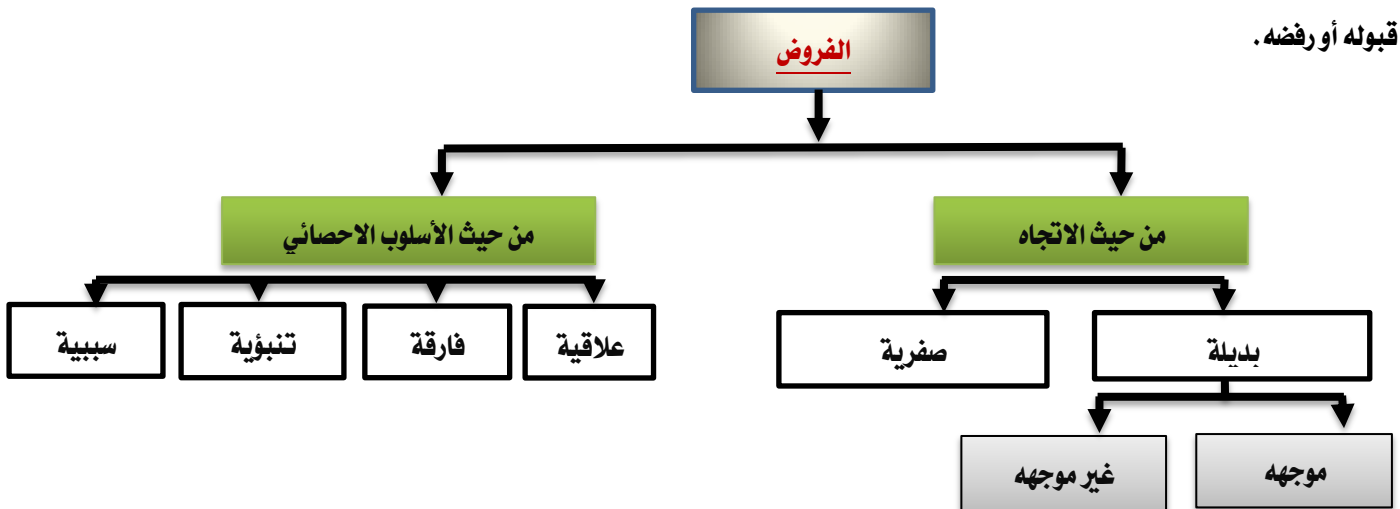 قبوله أو رفضه.
الفروض
من حيث الاتجاه
من حيث الأسلوب الاحصائي
بديلة
صفرية
علاقية
فارقة
تنبؤية
سببية
موجهه
غير موجهه